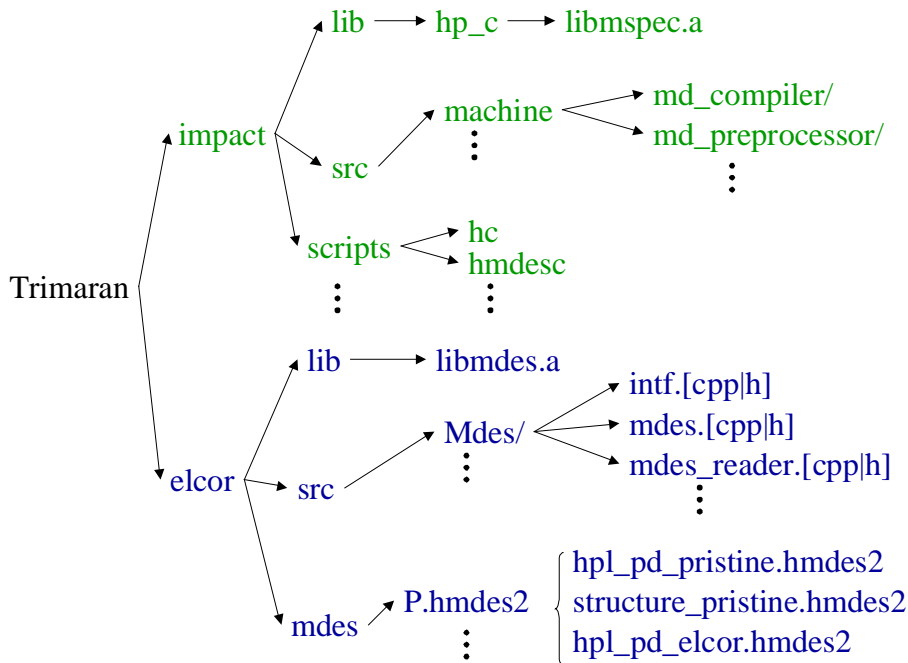 lib
hp_c
libmspec.a
md_compiler/
machine
impact
md_preprocessor/
src
hc
scripts
hmdesc
Trimaran
lib
libmdes.a
intf.[cpp|h]
Mdes/
mdes.[cpp|h]
mdes_reader.[cpp|h]
elcor
src
hpl_pd_pristine.hmdes2
P.hmdes2
structure_pristine.hmdes2
mdes
hpl_pd_elcor.hmdes2